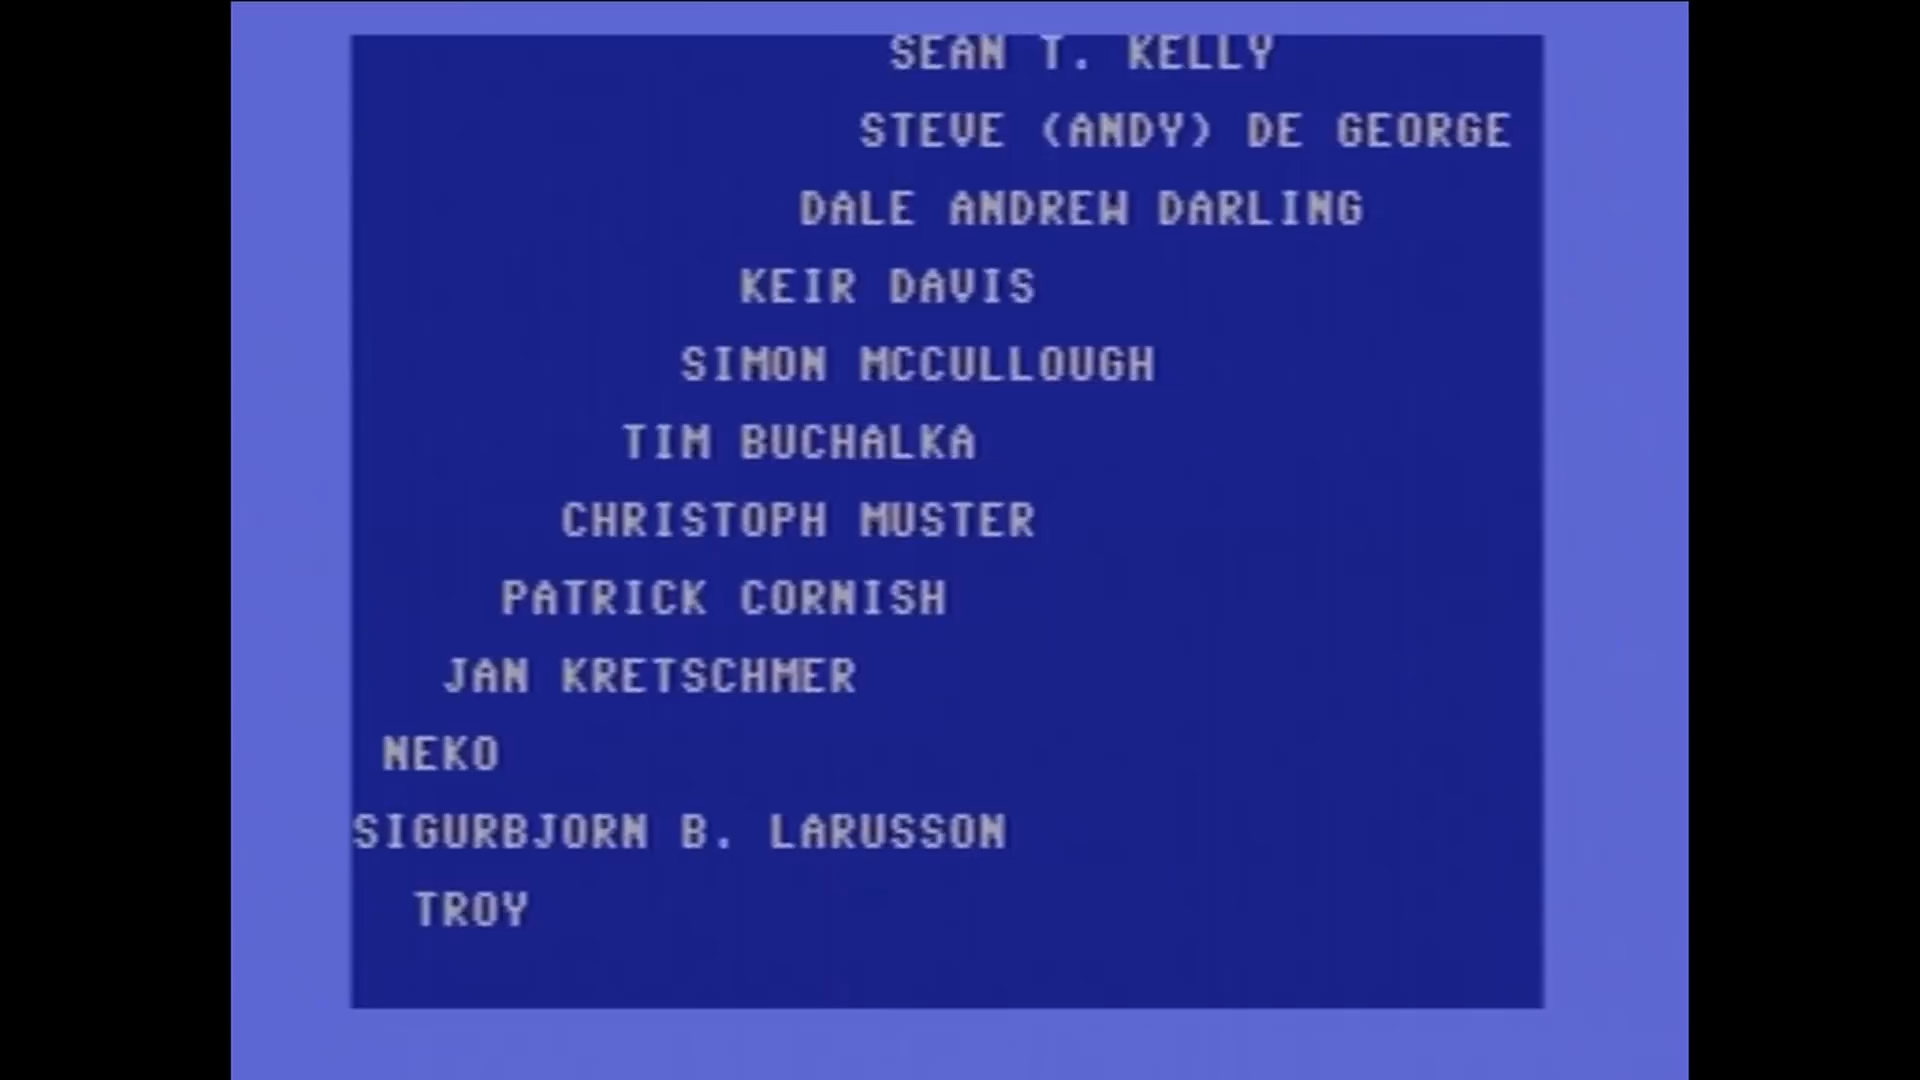 SEAN T. KELLY
STEVE (ANDY) DE GEORGE
DALE ANDREW DARLING
KEIR DAVIS
SIMON MCCULLOUGH
TIM BUCHALKA
CHRISTOPH MUSTER
PATRICK CORNISH
JAN KRETSCHMER
NEKO
SIGURBJORN B. LARUSSON
TROY